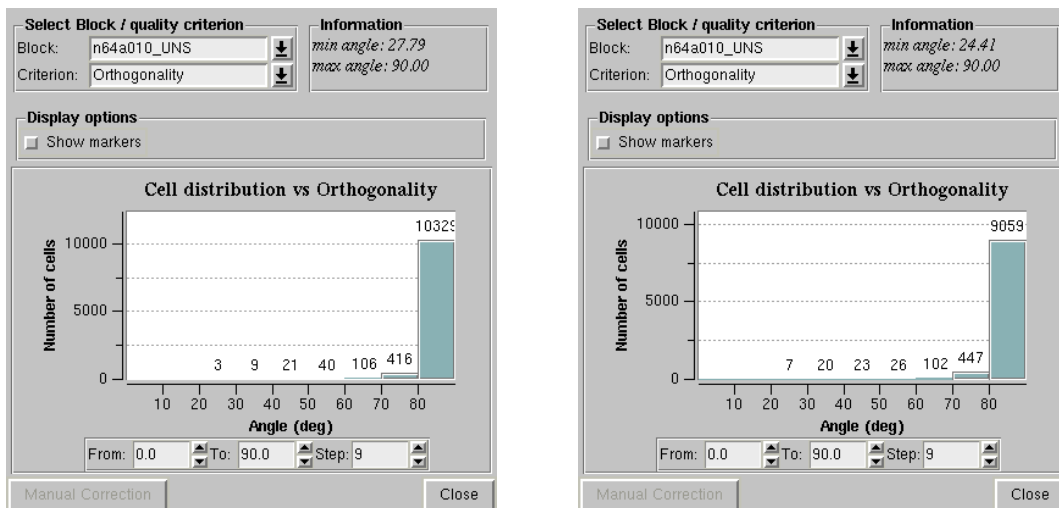 Select Block / quality criterion
Block: n64a010_UNS
Criterion: Orthogonality
Information
min angle: 27.79
max angle: 90.00
Display options
Show markers
Cell distribution vs Orthogonality
Number of cells
10000
5000
0
3 9 21 40 106 416 10329
10 20 30 40 50 60 70 80
Angle (deg)
From: 0.0 To: 90.0 Step: 9
Manual Correction Close
Select Block / quality criterion
Block: n64a010_UNS
Criterion: Orthogonality
Information
min angle: 24.41
max angle: 90.00
Display options
Show markers
Cell distribution vs Orthogonality
Number of cells
10000
5000
0
7 20 23 26 102 447 9059
10 20 30 40 50 60 70 80
Angle (deg)
From: 0.0 To: 90.0 Step: 9
Manual Correction Close